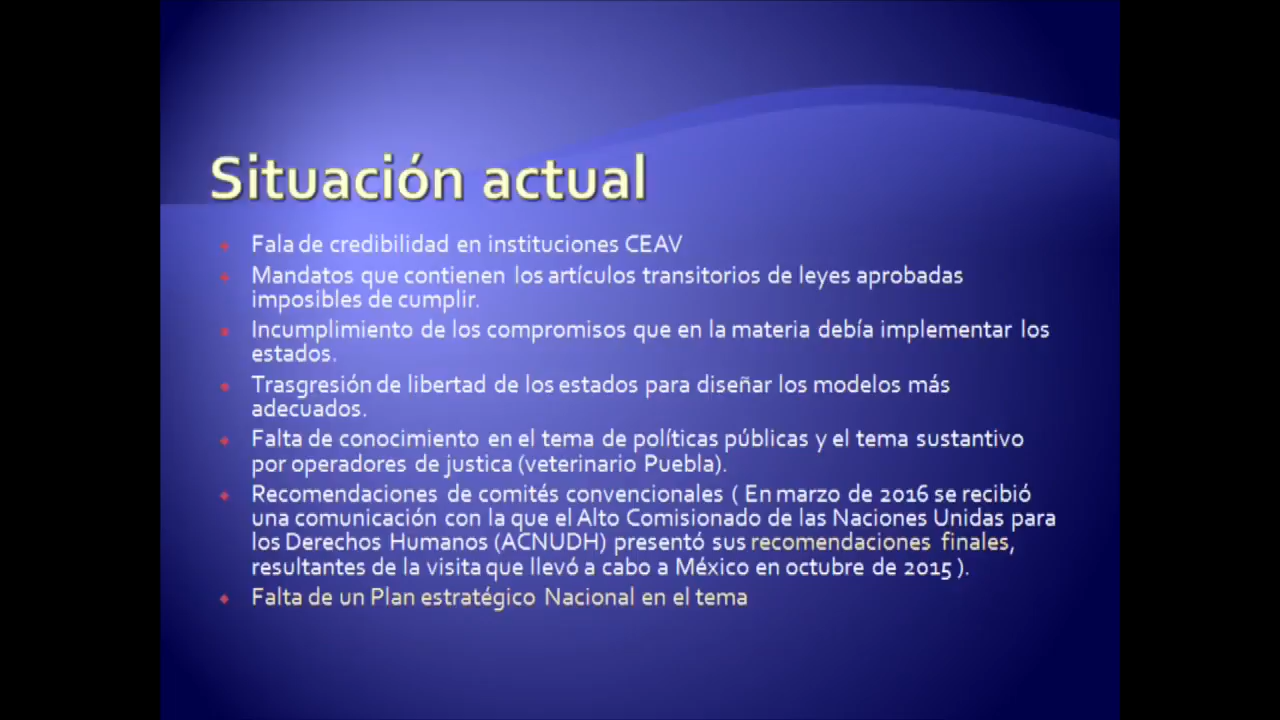 Situación actual
Fala de credibilidad en instituciones CEAV
Mandatos que contienen los artículos transitorios de leyes aprobadas
imposibles de cumplir.
Incumplimiento de los compromisos que en la materia debía implementar los
estados.
Trasgresión de libertad de los estados para diseñar los modelos más
adecuados.
Falta de conocimiento en el tema de políticas públicas y el tema sustantivo
por operadores de justica (veterinario Puebla).
Recomendaciones de comités convencionales ( En marzo de 2016 se recibió
una comunicación con la que el Alto Comisionado de las Naciones Unidas para
los Derechos Humanos (ACNUDH) presentó sus recomendaciones finales,
resultantes de la visita que llevó a cabo a México en octubre de 2015 ).
Falta de un Plan estratégico Nacional en el tema